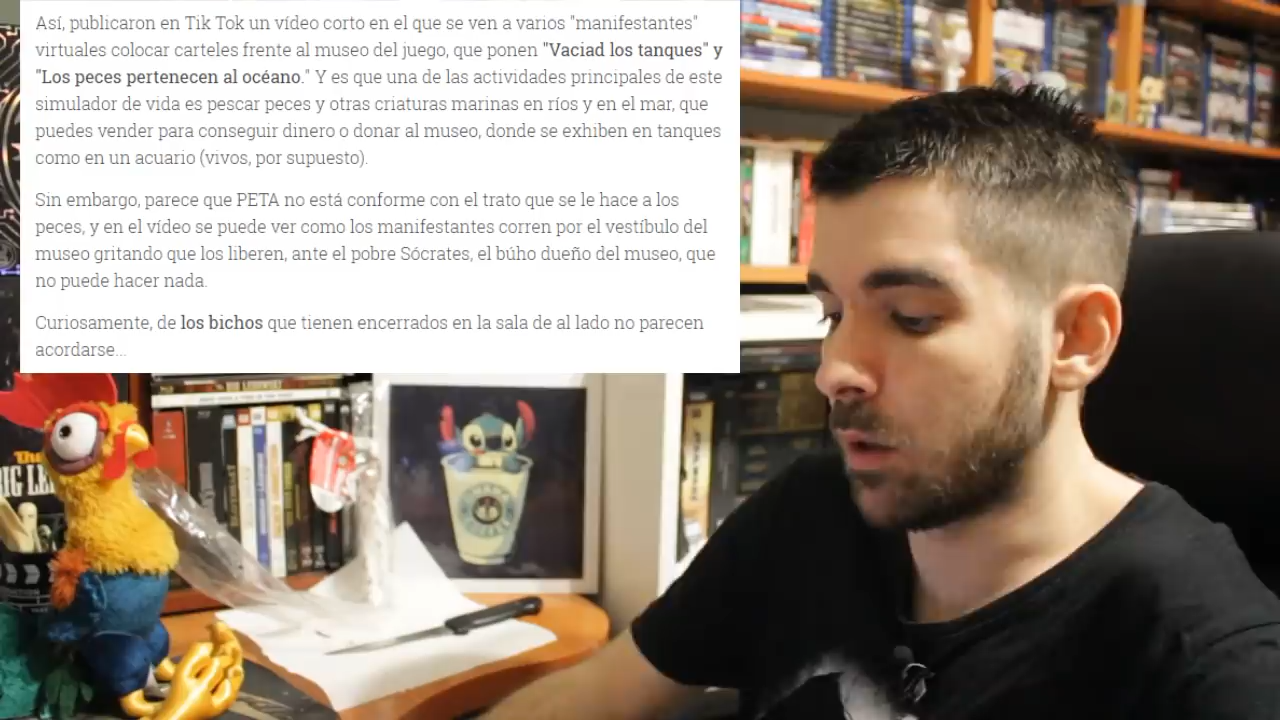 Así, publicaron en Tik Tok un vídeo corto en el que se ven a varios "manifestantes"
virtuales colocar carteles frente al museo del juego, que ponen "Vaciad los tanques" y
"Los peces pertenecen al océano." Y es que una de las actividades principales de este
simulador de vida es pescar peces y otras criaturas marinas en ríos y en el mar, que
puedes vender para conseguir dinero o donar al museo, donde se exhiben en tanques
como en un acuario (vivos, por supuesto).
Sin embargo, parece que PETA no está conforme con el trato que se le hace a los
peces, y en el vídeo se puede ver como los manifestantes corren por el vestíbulo del
museo gritando que los liberen, ante el pobre Sócrates, el búho dueño del museo, que
no puede hacer nada.
Curiosamente, de los bichos que tienen encerrados en la sala de al lado no parecen
acordarse...